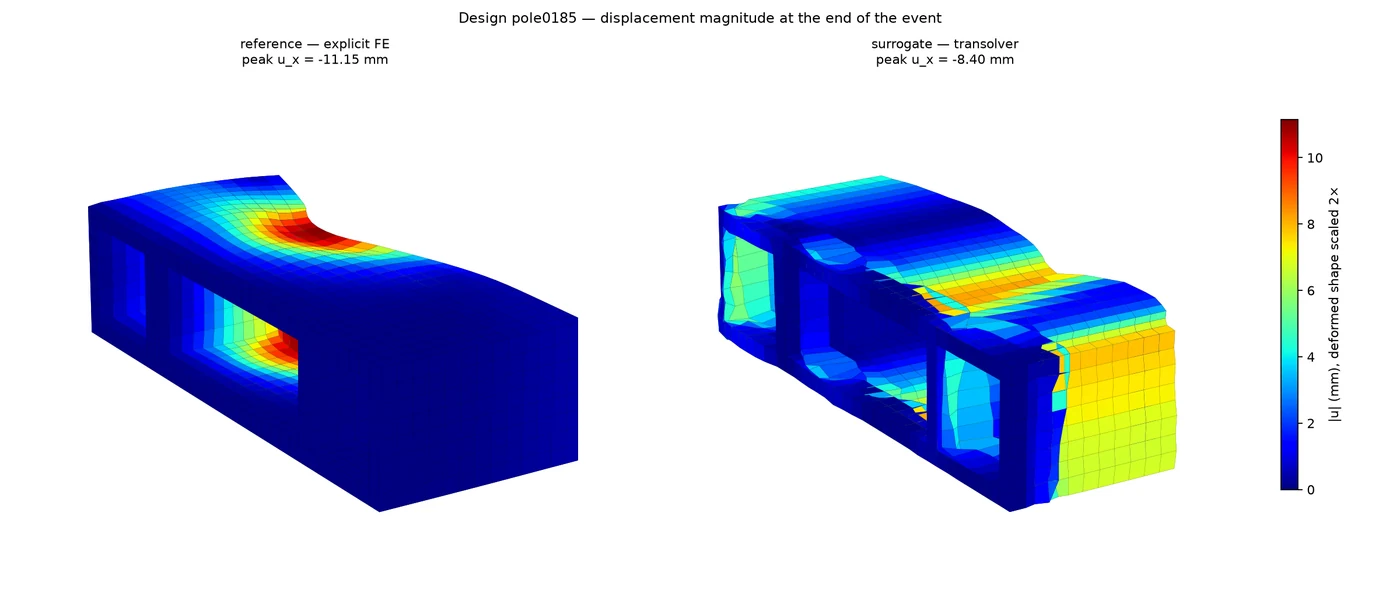 Design pole0185 — displacement magnitude at the end of the event
reference — explicit FE
peak u_x = -11.15 mm
surrogate — transolver
peak u_x = -8.40 mm
10
8
6
4
2
0
|u| (mm), deformed shape scaled 2×